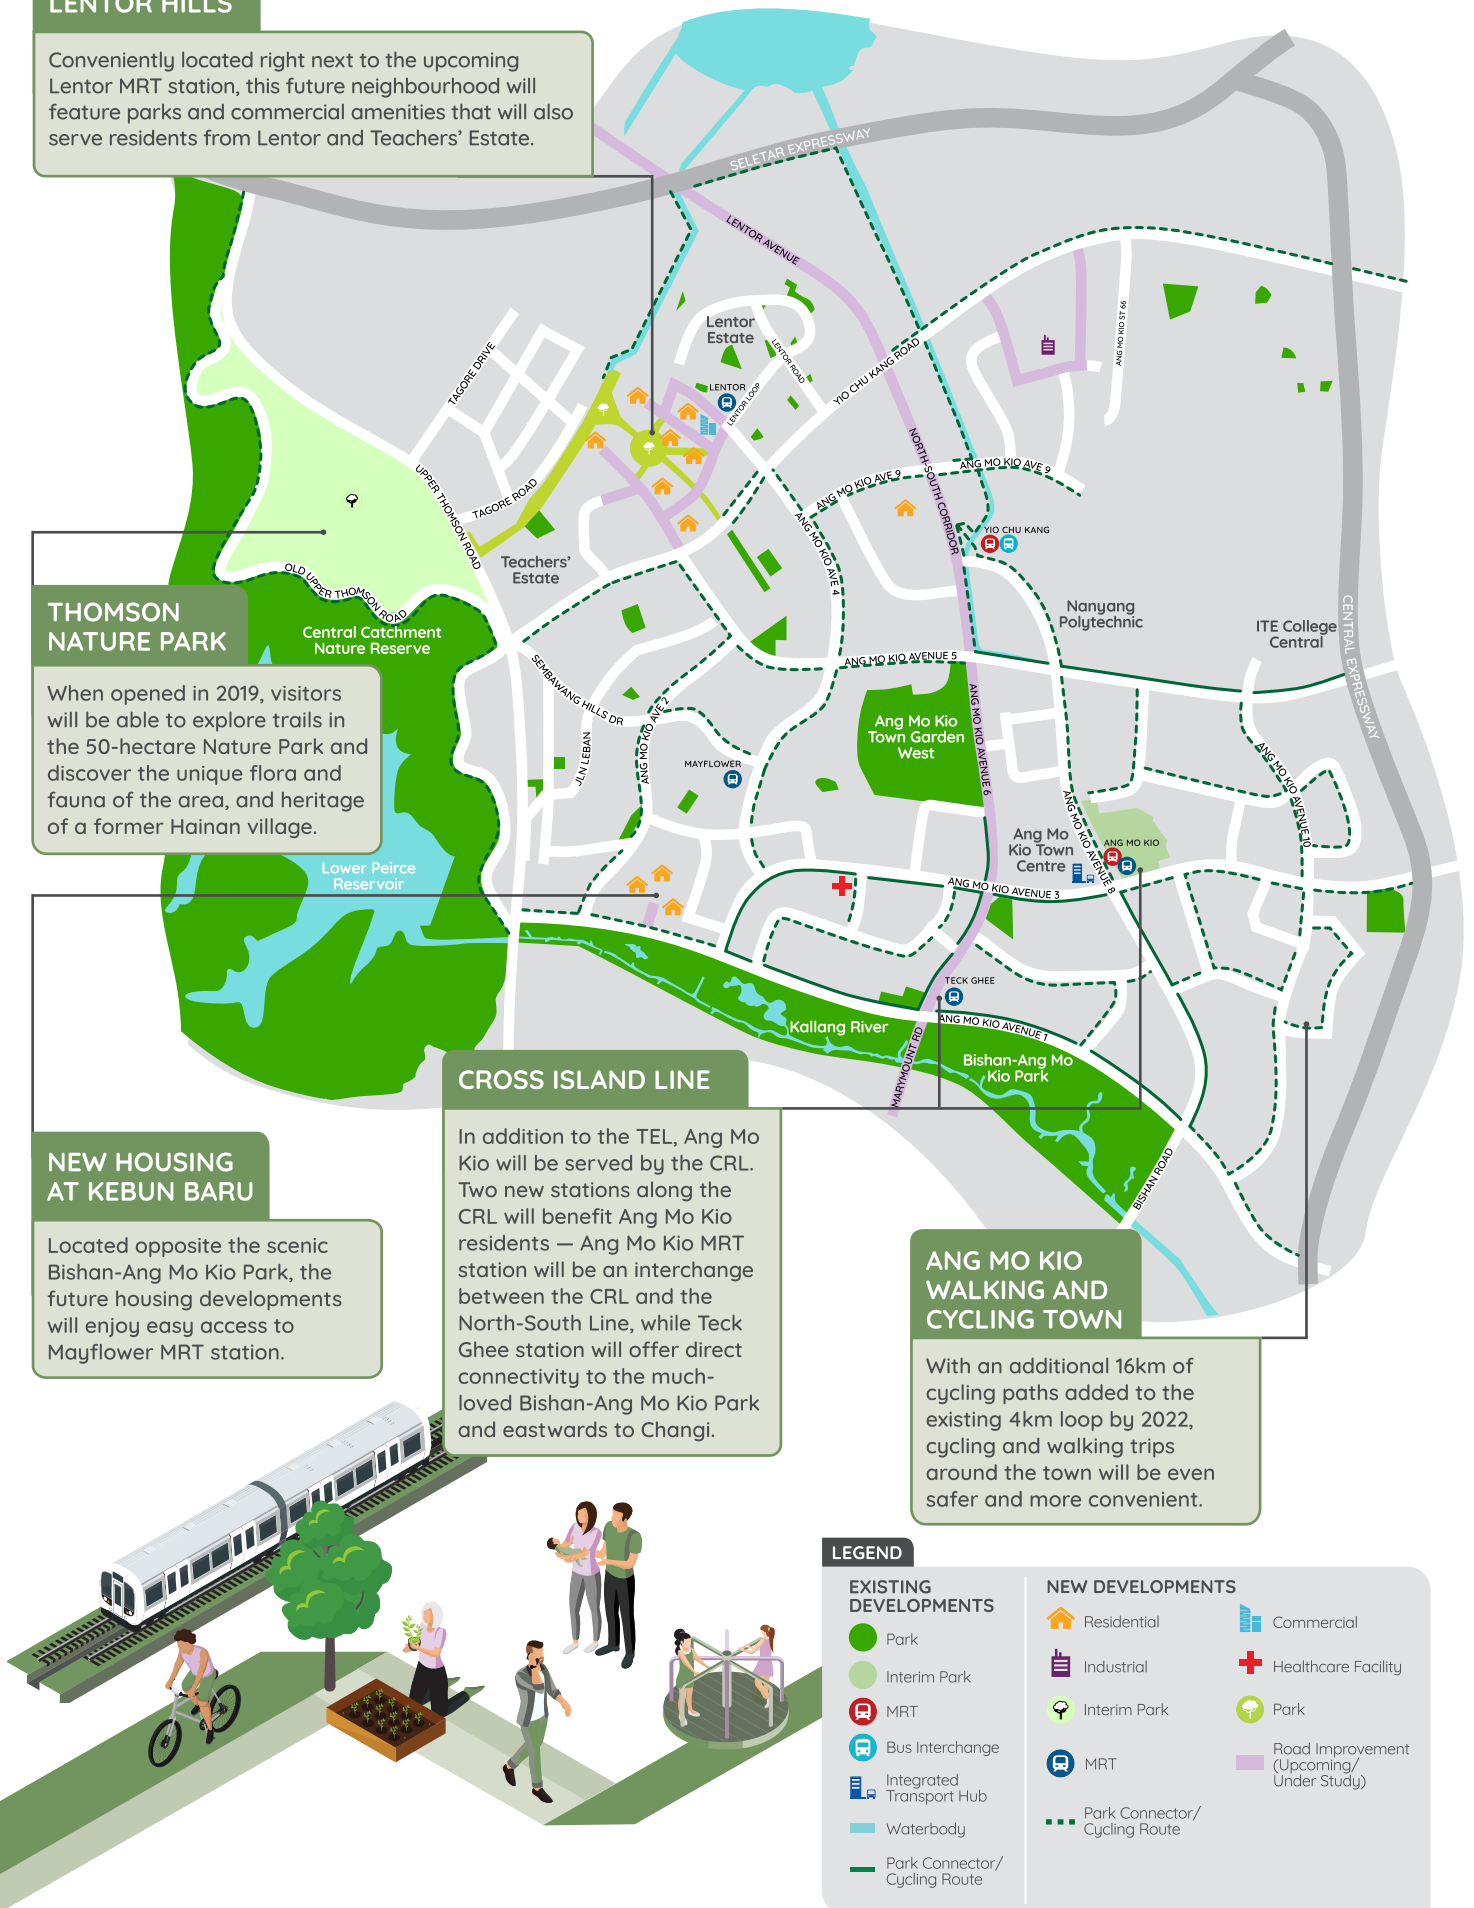 LENTOR HILLS
Conveniently located right next to the upcoming
Lentor MRT station, this future neighbourhood will
feature parks and commercial amenities that will also
serve residents from Lentor and Teachers' Estate.
SELETAR EXPRESSWAY
LENTOR AVENUE
Lentor
Estate
LENTOR ROAD
LENTOR
LENTOR LOOP
YIO CHU KANG ROAD
ANG MO KIO ST 66
TAGORE DRIVE
UPPER THOMSON ROAD
TAGORE ROAD
Teachers'
Estate
NORTH-SOUTH CORRIDOR
ANG MO KIO AVE 9
ANG MO KIO AVE 9
ANG MO KIO AVE 4
YIO CHU KANG
Nanyang
Polytechnic
ITE College
Central
CENTRAL EXPRESSWAY
OLD UPPER THOMSON ROAD
Central Catchment
Nature Reserve
THOMSON
NATURE PARK
When opened in 2019, visitors
will be able to explore trails in
the 50-hectare Nature Park and
discover the unique flora and
fauna of the area, and heritage
of a former Hainan village.
SEMBAWANG HILLS DR
JLN LEBAN
ANG MO KIO AVE 2
MAYFLOWER
ANG MO KIO AVENUE 5
Ang Mo Kio
Town Garden
West
ANG MO KIO AVENUE 6
ANG MO KIO AVENUE 10
Ang Mo
Kio Town
Centre
ANG MO KIO AVENUE 8
ANG MO KIO
ANG MO KIO AVENUE 3
Lower Peirce
Reservoir
TECK GHEE
Kallang River
ANG MO KIO AVENUE 1
MARYMOUNT RD
Bishan-Ang Mo
Kio Park
BISHAN ROAD
NEW HOUSING
AT KEBUN BARU
Located opposite the scenic
Bishan-Ang Mo Kio Park, the
future housing developments
will enjoy easy access to
Mayflower MRT station.
CROSS ISLAND LINE
In addition to the TEL, Ang Mo
Kio will be served by the CRL.
Two new stations along the
CRL will benefit Ang Mo Kio
residents — Ang Mo Kio MRT
station will be an interchange
between the CRL and the
North-South Line, while Teck
Ghee station will offer direct
connectivity to the much-
loved Bishan-Ang Mo Kio Park
and eastwards to Changi.
ANG MO KIO
WALKING AND
CYCLING TOWN
With an additional 16km of
cycling paths added to the
existing 4km loop by 2022,
cycling and walking trips
around the town will be even
safer and more convenient.
LEGEND
EXISTING
DEVELOPMENTS
Park
Interim Park
MRT
Bus Interchange
Integrated
Transport Hub
Waterbody
Park Connector/
Cycling Route
NEW DEVELOPMENTS
Residential
Industrial
Interim Park
MRT
Park Connector/
Cycling Route
Commercial
Healthcare Facility
Park
Road Improvement
(Upcoming/
Under Study)